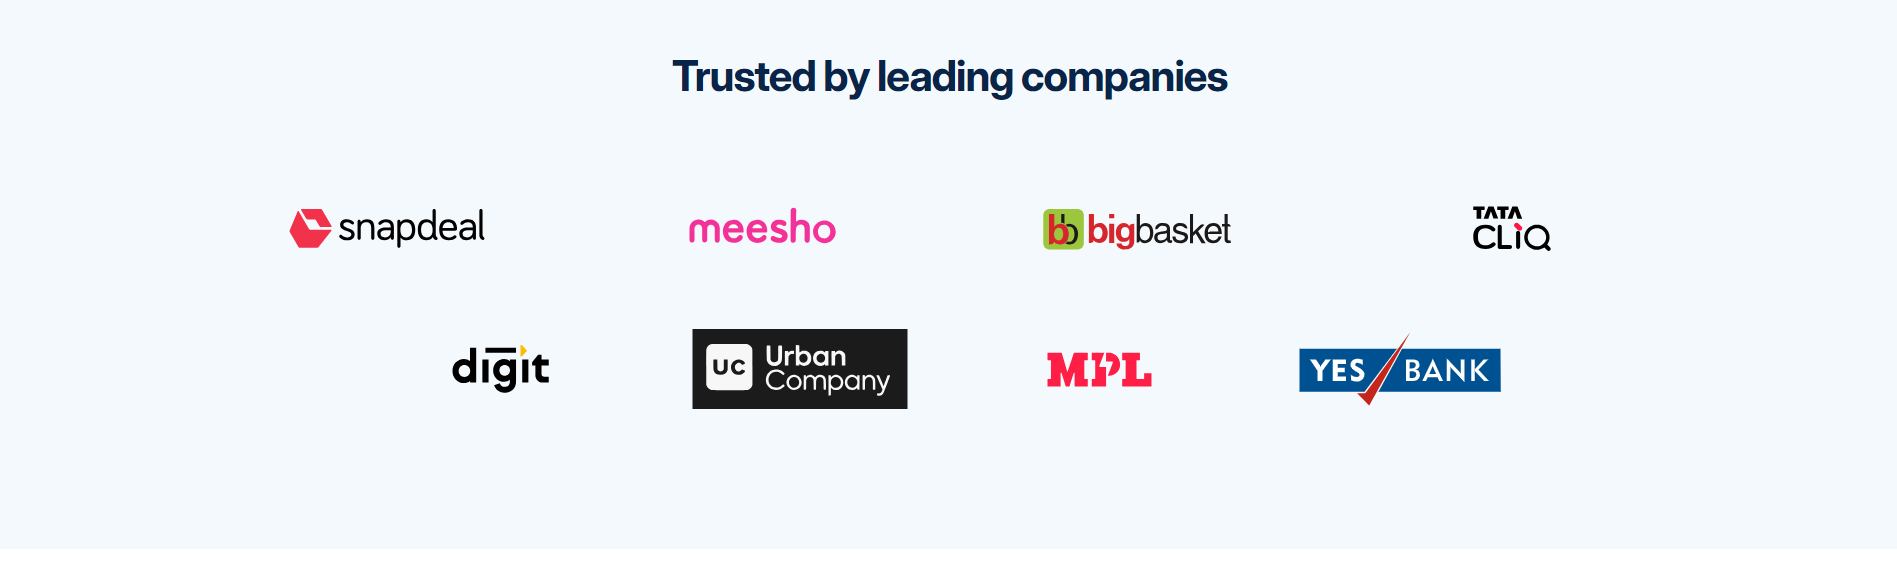 Trusted by leading companies
snapdeal
meesho
bb bigbasket
TATA
CLiQ
digit
UC Urban
Company
MPL
YES BANK